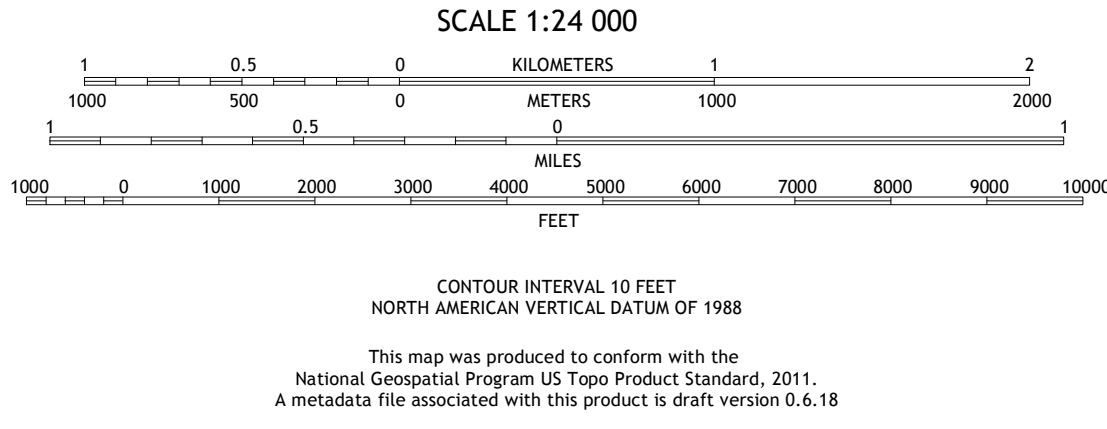 SCALE 1:24 000
1 0.5 0 KILOMETERS 1 2
1000 500 0 METERS 1000 2000
1 0.5 0 1
MILES
1000 0 1000 2000 3000 4000 5000 6000 7000 8000 9000 10000
FEET
CONTOUR INTERVAL 10 FEET
NORTH AMERICAN VERTICAL DATUM OF 1988
This map was produced to conform with the
National Geospatial Program US Topo Product Standard, 2011.
A metadata file associated with this product is draft version 0.6.18